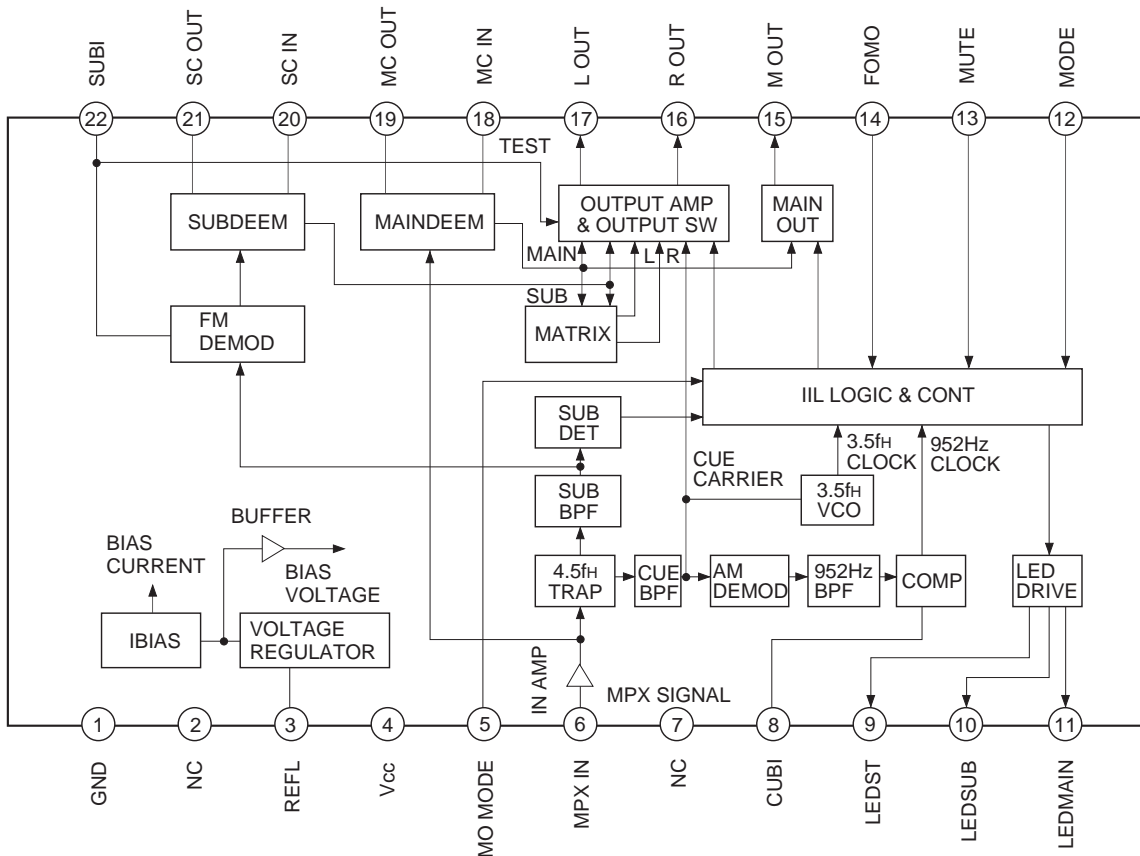 SUBI
SC OUT
SC IN
MC OUT
MC IN
L OUT
R OUT
M OUT
FOMO
MUTE
MODE
22
21
20
19
18
17
16
15
14
13
12
TEST
SUBDEEM
MAINDEEM
OUTPUT AMP
& OUTPUT SW
MAIN
OUT
MAIN
L
R
SUB
MATRIX
FM
DEMOD
IIL LOGIC & CONT
SUB
DET
3.5fH
CLOCK
952Hz
CLOCK
CUE
CARRIER
SUB
BPF
3.5fH
VCO
BUFFER
BIAS
CURRENT
BIAS
VOLTAGE
4.5fH
TRAP
CUE
BPF
AM
DEMOD
952Hz
BPF
COMP
LED
DRIVE
IBIAS
VOLTAGE
REGULATOR
IN AMP
MPX SIGNAL
1
2
3
4
5
6
7
8
9
10
11
GND
NC
REFL
Vcc
MO MODE
MPX IN
NC
CUBI
LEDST
LEDSUB
LEDMAIN